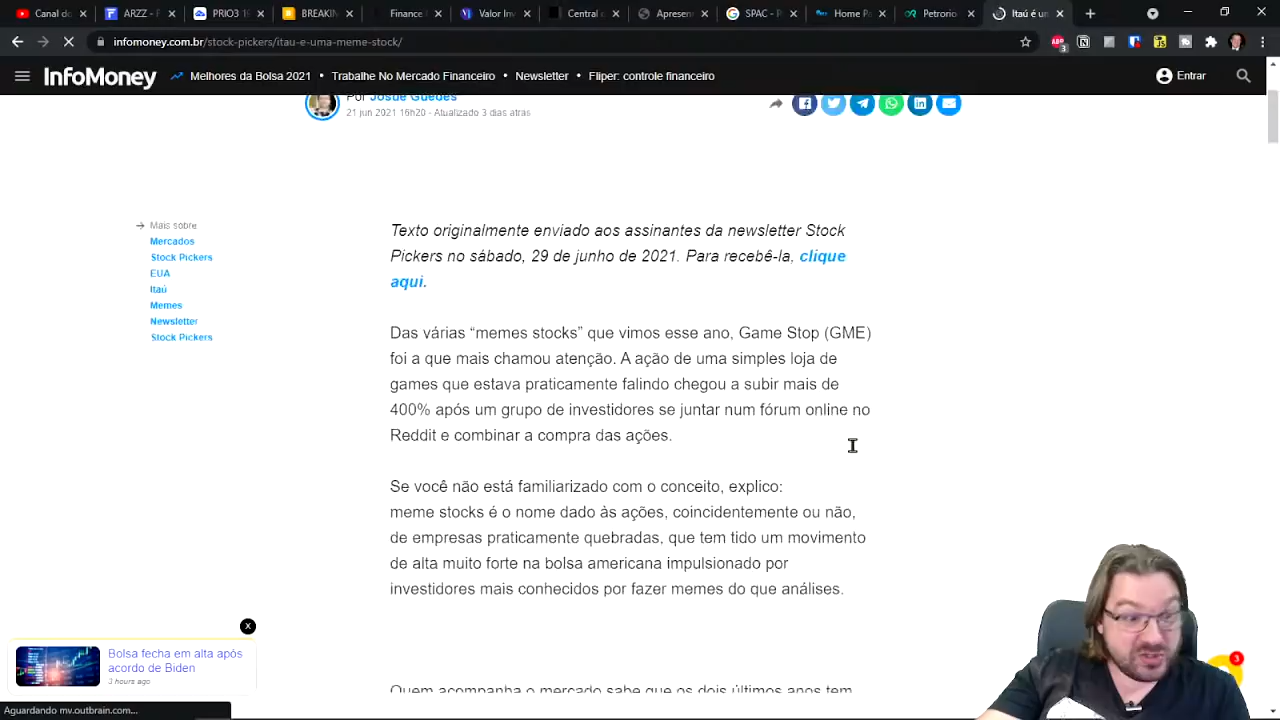 ARZZ - F
PRIO3 19
BREAKIN
Finance
Valor Inv
Central d
Apresent
SPAC - P
Home Pa
Petrorio
Itaú é un
infomoney.com.br/stock-pickers/itau-e-uma-meme-stock/
InfoMoney
Melhores da Bolsa 2021 • Trabalhe No Mercado Financeiro • Newsletter • Fliper: controle financeiro
Entrar
Por Josué Guedes
21 jun 2021 16h20 - Atualizado 3 dias atrás
Mais sobre
Mercados
Stock Pickers
EUA
Itaú
Memes
Newsletter
Stock Pickers
Texto originalmente enviado aos assinantes da newsletter Stock
Pickers no sábado, 29 de junho de 2021. Para recebê-la, clique
aqui.
Das várias “memes stocks” que vimos esse ano, Game Stop (GME)
foi a que mais chamou atenção. A ação de uma simples loja de
games que estava praticamente falindo chegou a subir mais de
400% após um grupo de investidores se juntar num fórum online no
Reddit e combinar a compra das ações.
Se você não está familiarizado com o conceito, explico:
meme stocks é o nome dado às ações, coincidentemente ou não,
de empresas praticamente quebradas, que tem tido um movimento
de alta muito forte na bolsa americana impulsionado por
investidores mais conhecidos por fazer memes do que análises.
Quem acompanha o mercado sabe que os dois últimos anos tem
X
Bolsa fecha em alta após
acordo de Biden
3 hours ago
3
Aguardando mv.outbrain.com...